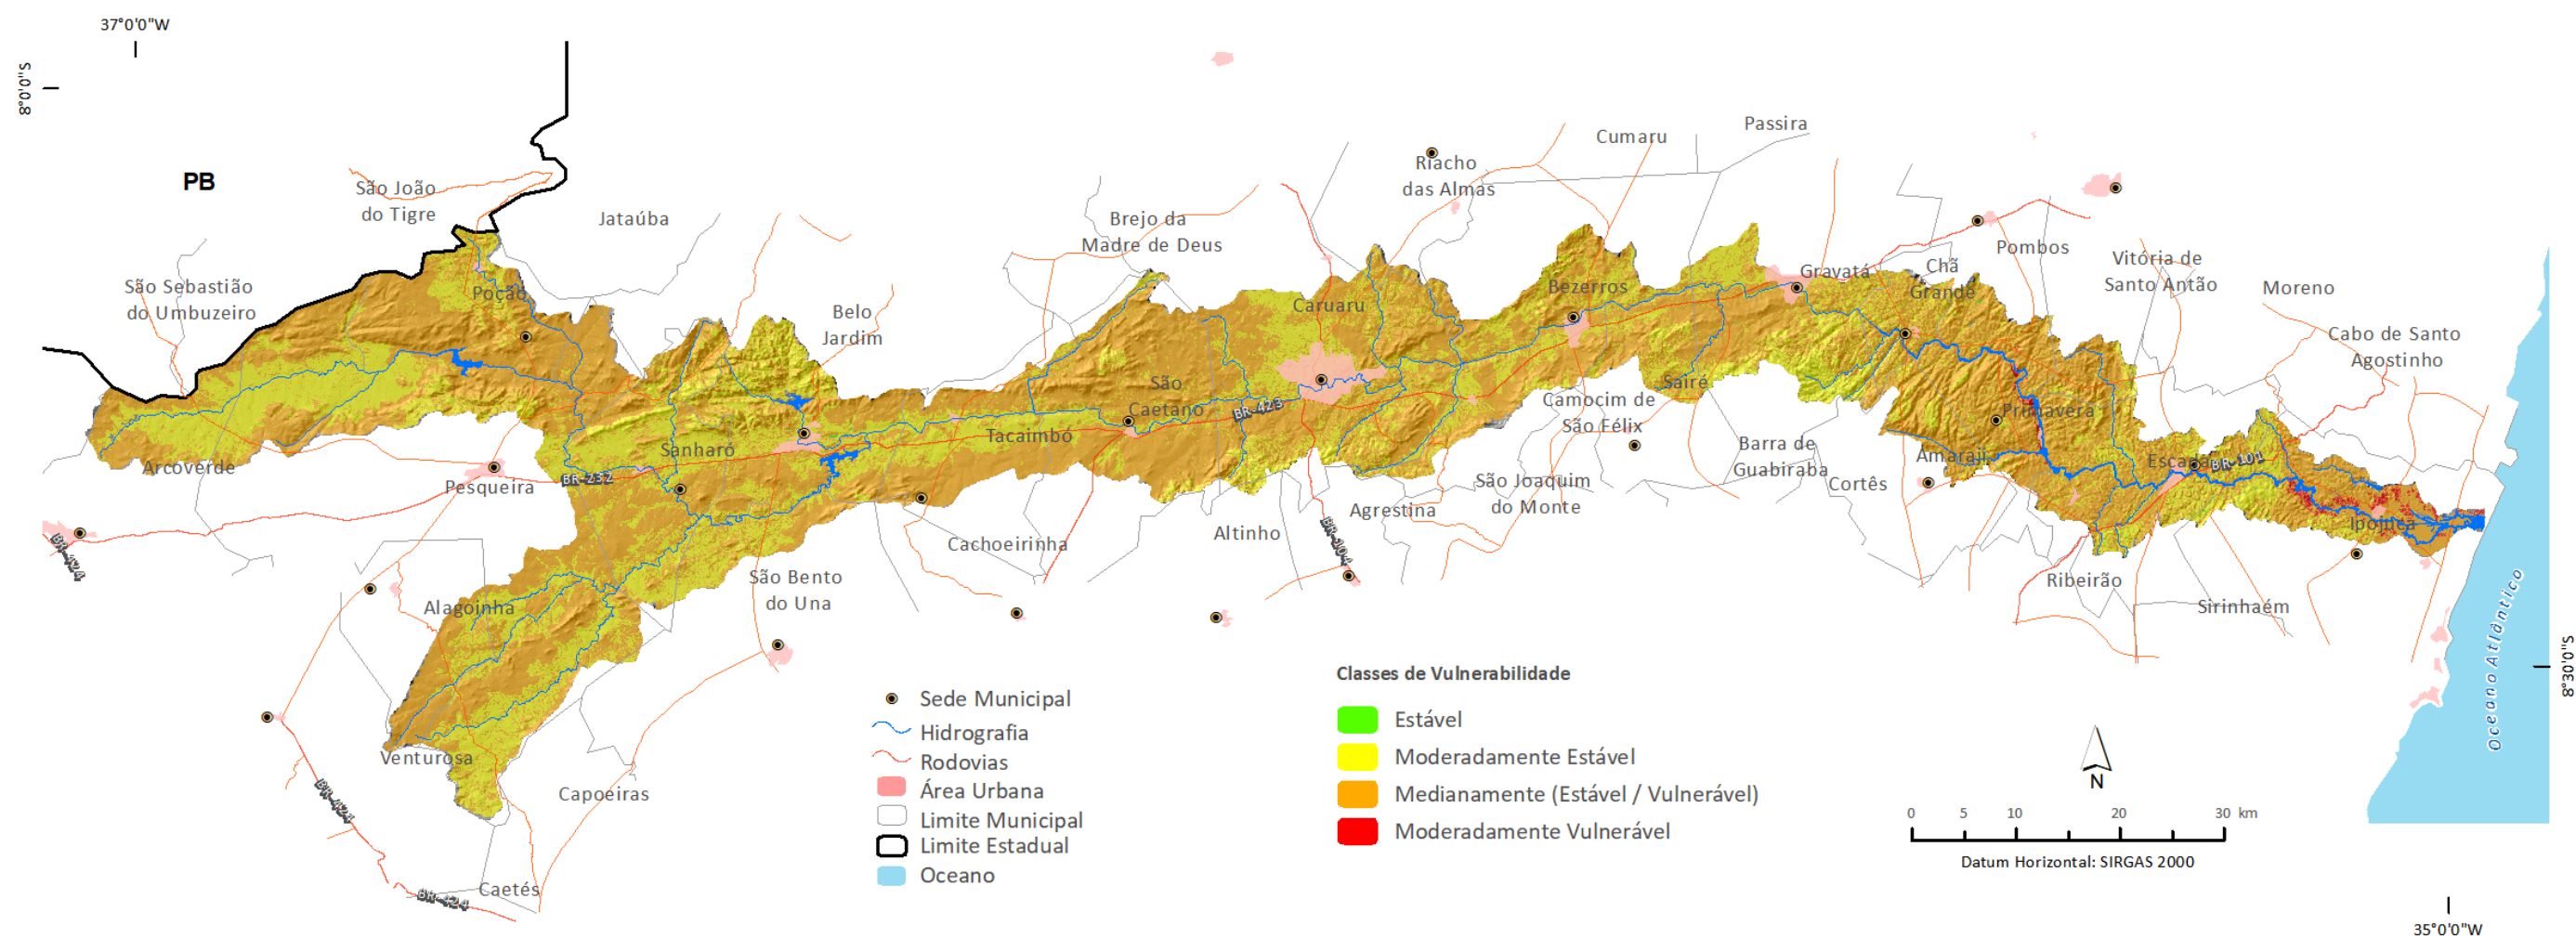 37°0'0"W
8°0'0"S
PB
São João
do Tigre
Jataúba
São Sebastião
do Umbuzeiro
Poção
Belo
Jardim
Brejo da
Madre de Deus
Riacho
das Almas
Cumaru
Passira
Caruaru
Bezerros
Gravatá
Chã
Grande
Pombos
Vitória de
Santo Antão
Moreno
Cabo de Santo
Agostinho
Arcoverde
Pesqueira
BR-232
Sanharó
Tacaimbó
São
Caetano
BR-423
Camocim de
São Félix
Sairé
Barra de
Guabiraba
Cortês
Primavera
Amaraji
Escada
BR-101
Ipojuca
BR-424
Alagoinha
São Bento
do Una
Cachoeirinha
Altinho
BR-104
Agrestina
São Joaquim
do Monte
Ribeirão
Sirinhaém
Oceano Atlântico
8°30'0"S
Venturosa
Capoeiras
BR-424
Caetés
Sede Municipal
Hidrografia
Rodovias
Área Urbana
Limite Municipal
Limite Estadual
Oceano
Classes de Vulnerabilidade
Estável
Moderadamente Estável
Medianamente (Estável / Vulnerável)
Moderadamente Vulnerável
N
0 5 10 20 30 km
Datum Horizontal: SIRGAS 2000
35°0'0"W